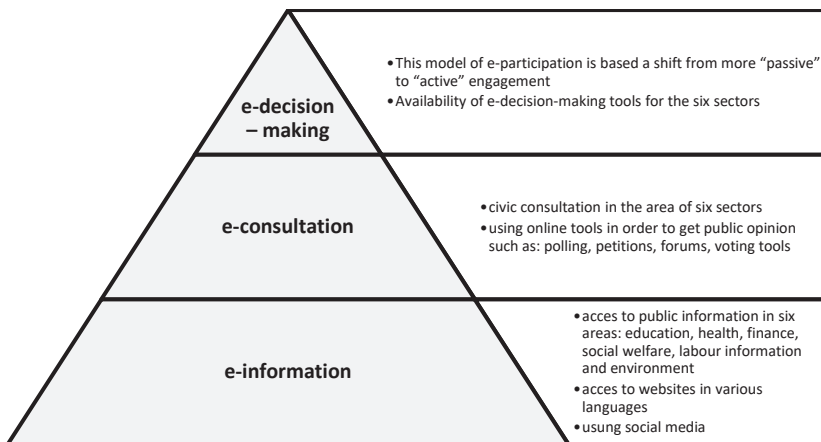 e-decision
– making
•This model of e-participation is based a shift from more “passive”
to “active” engagement
•Availability of e-decision-making tools for the six sectors
e-consultation
•civic consultation in the area of six sectors
•using online tools in order to get public opinion
such as: polling, petitions, forums, voting tools
e-information
•acces to public information in six
areas: education, health, finance,
social welfare, labour information
and environment
•acces to websites in various
languages
•usung social media